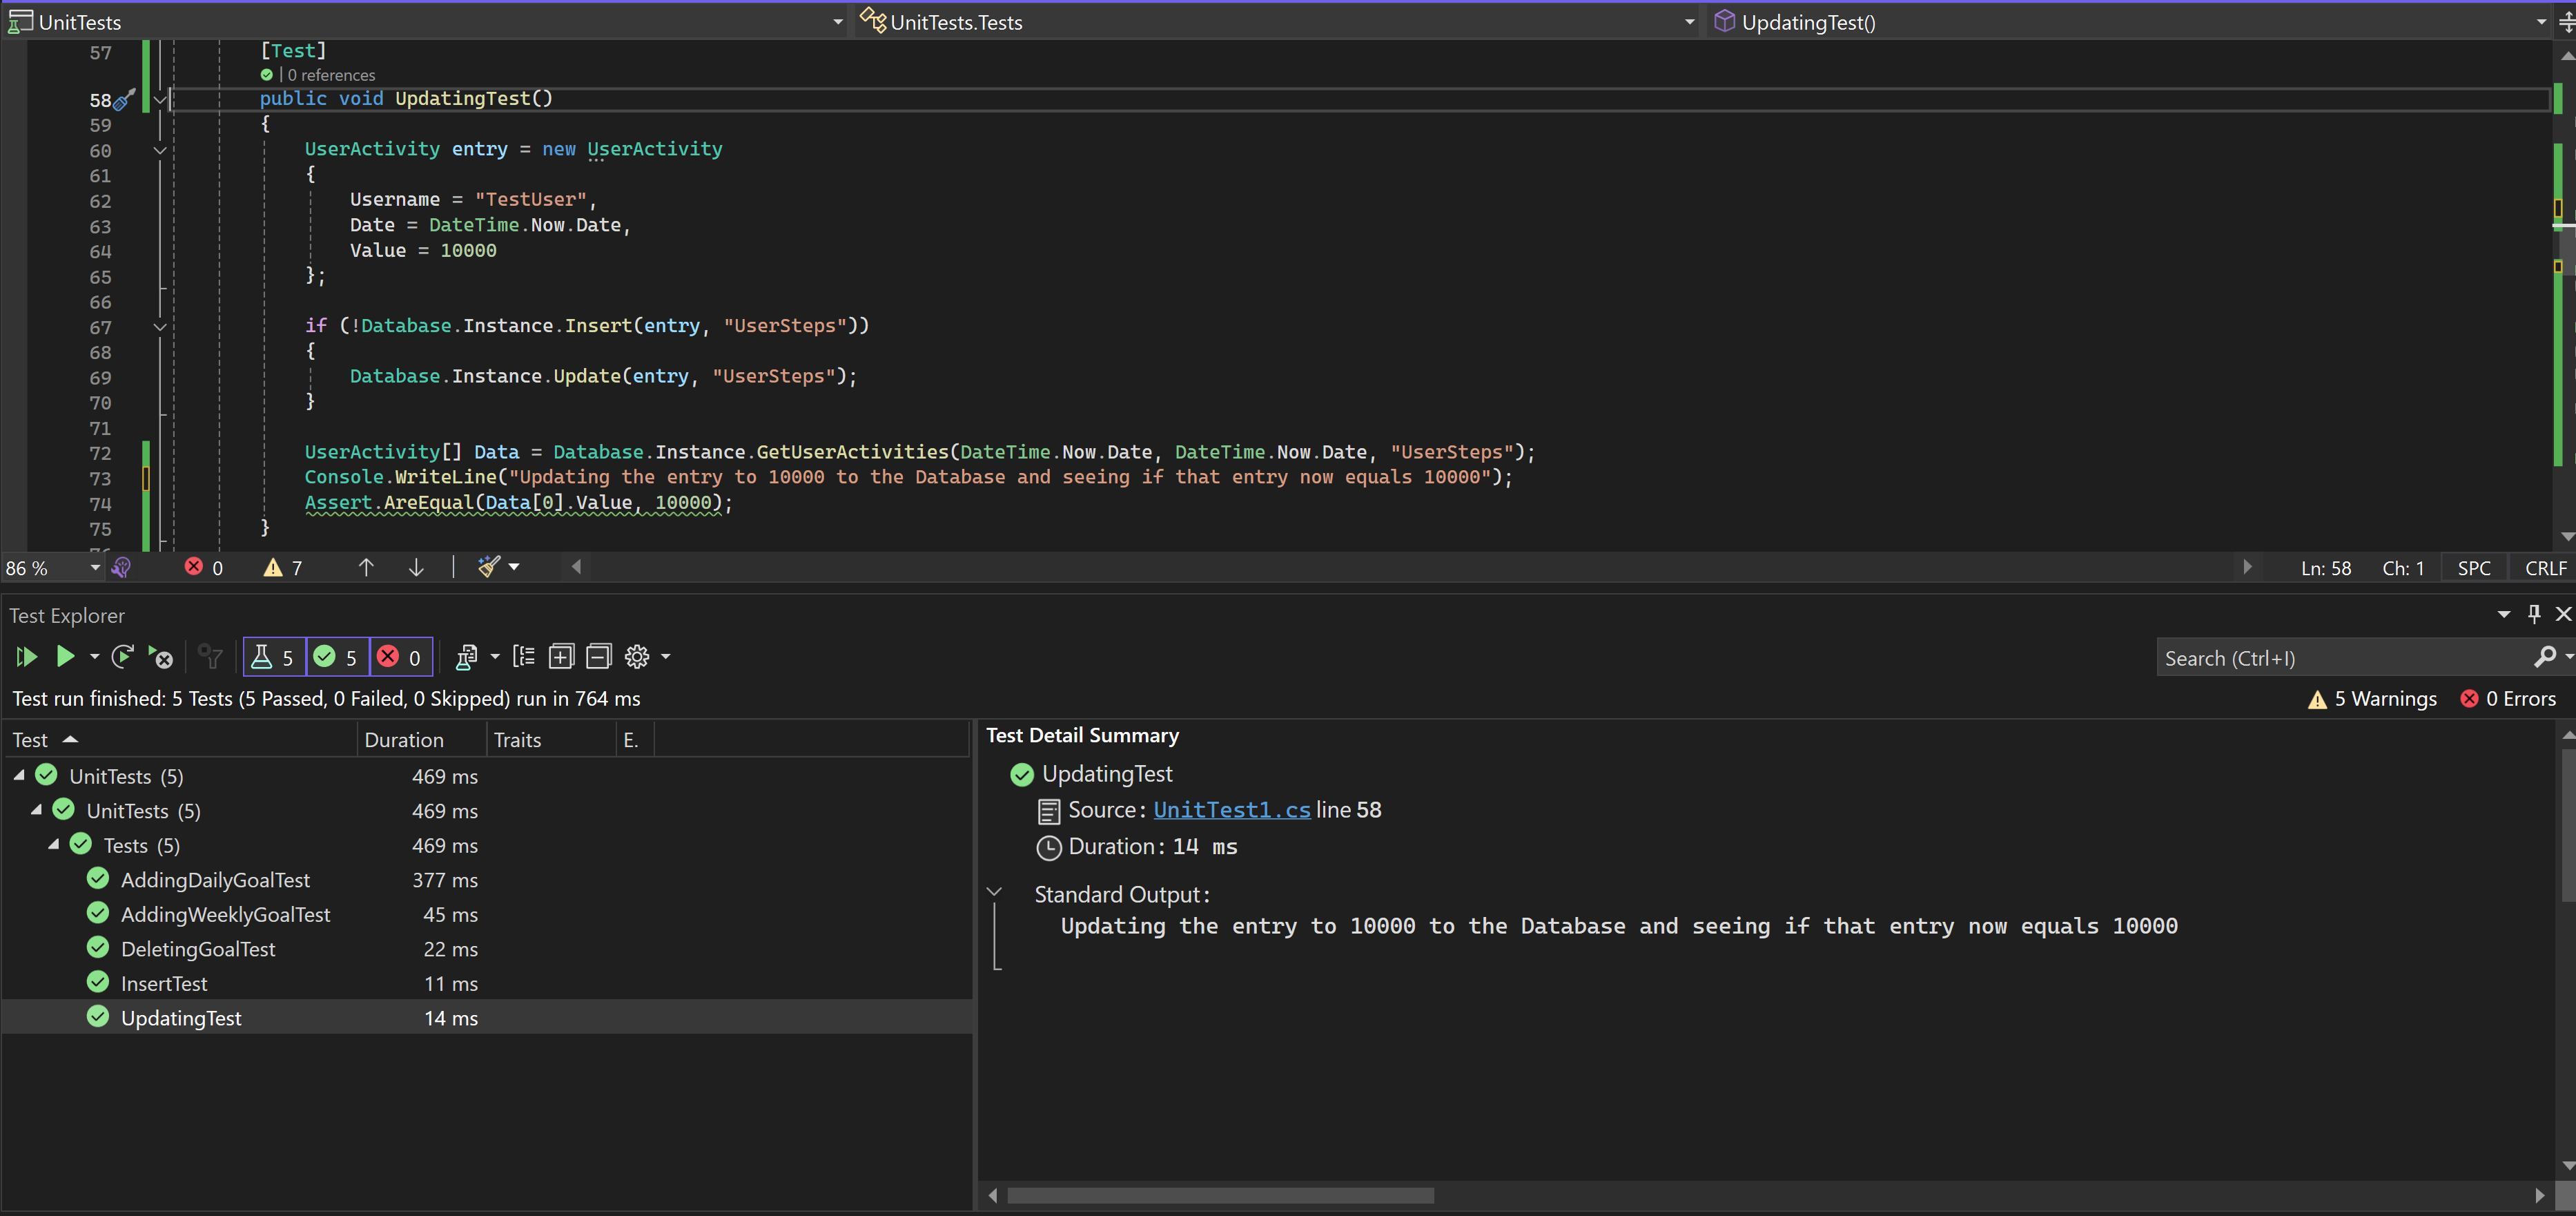 UnitTests UnitTests.Tests UpdatingTest()
57 [Test]
| 0 references
58 public void UpdatingTest()
59 {
60 UserActivity entry = new UserActivity
61 {
62 Username = "TestUser",
63 Date = DateTime.Now.Date,
64 Value = 10000
65 };
66
67 if (!Database.Instance.Insert(entry, "UserSteps"))
68 {
69 Database.Instance.Update(entry, "UserSteps");
70 }
71
72 UserActivity[] Data = Database.Instance.GetUserActivities(DateTime.Now.Date, DateTime.Now.Date, "UserSteps");
73 Console.WriteLine("Updating the entry to 10000 to the Database and seeing if that entry now equals 10000");
74 Assert.AreEqual(Data[0].Value, 10000);
75 }
86 % 0 7 Ln: 58 Ch: 1 SPC CRLF
Test Explorer
5 5 0 Search (Ctrl+I)
Test run finished: 5 Tests (5 Passed, 0 Failed, 0 Skipped) run in 764 ms 5 Warnings 0 Errors
Test Duration Traits E.
UnitTests (5) 469 ms
UnitTests (5) 469 ms
Tests (5) 469 ms
AddingDailyGoalTest 377 ms
AddingWeeklyGoalTest 45 ms
DeletingGoalTest 22 ms
InsertTest 11 ms
UpdatingTest 14 ms
Test Detail Summary
UpdatingTest
Source: UnitTest1.cs line 58
Duration: 14 ms
Standard Output:
Updating the entry to 10000 to the Database and seeing if that entry now equals 10000